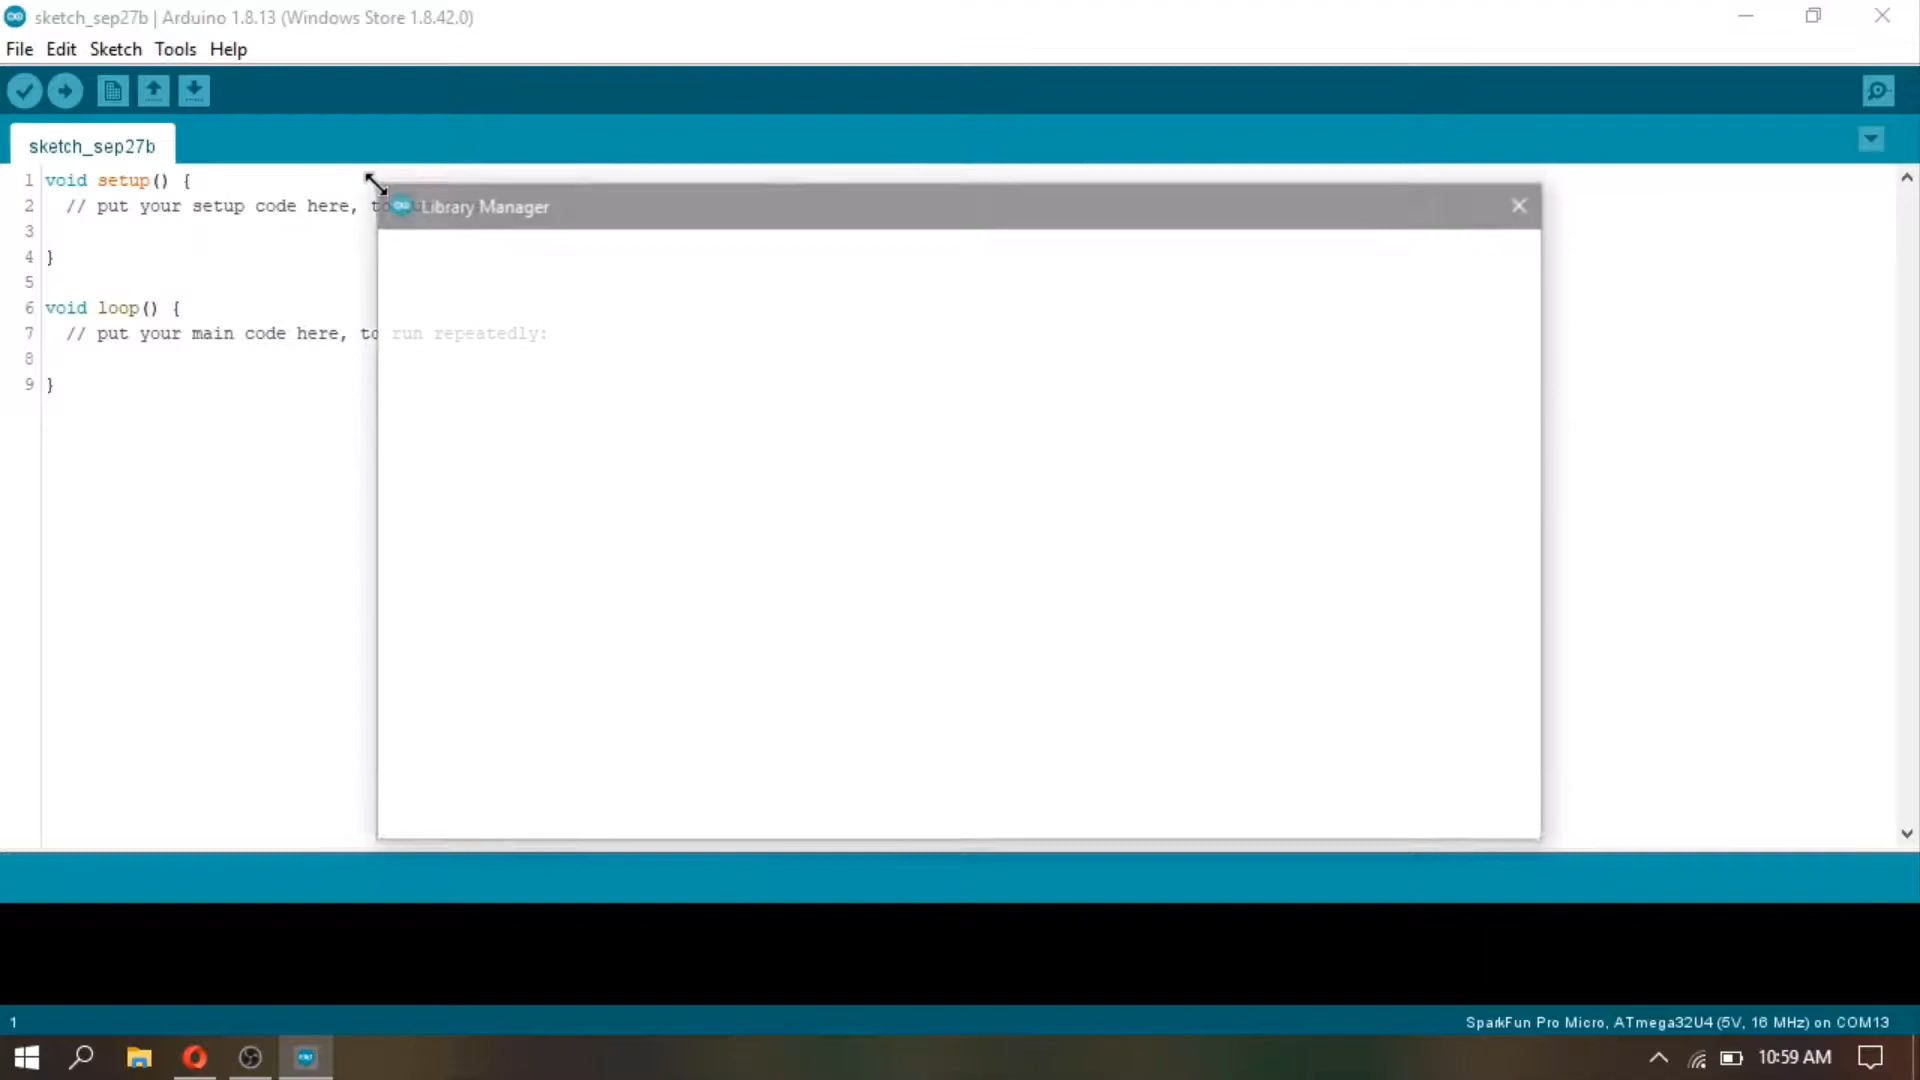 sketch_sep27b | Arduino 1.8.13 (Windows Store 1.8.42.0)
File Edit Sketch Tools Help
sketch_sep27b
1 void setup() {
2 // put your setup code here, to
Library Manager
3
4 }
5
6 void loop() {
7 // put your main code here, to run repeatedly:
8
9 }
1
SparkFun Pro Micro, ATmega32U4 (5V, 16 MHz) on COM13
10:59 AM